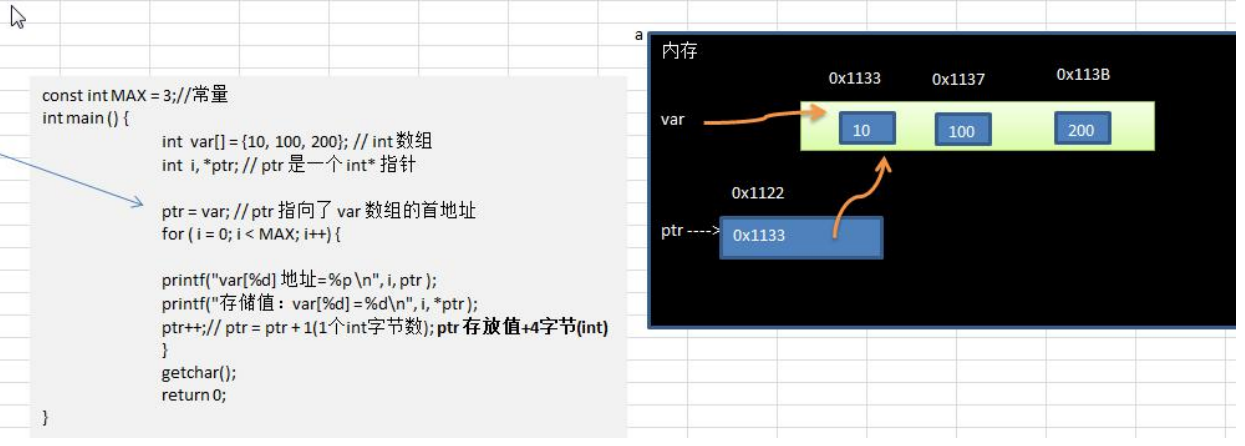 const int MAX = 3;//常量
int main () {
int var[] = {10, 100, 200}; // int 数组
int i, *ptr; // ptr 是一个 int* 指针
ptr = var; // ptr 指向了 var 数组的首地址
for ( i = 0; i < MAX; i++) {
printf("var[%d] 地址=%p \n", i, ptr );
printf("存储值：var[%d] = %d\n", i, *ptr );
ptr++;// ptr = ptr + 1(1个int字节数); ptr 存放值+4字节(int)
}
getchar();
return 0;
}
a
内存
0x1133 0x1137 0x113B
var
10 100 200
0x1122
ptr ----> 0x1133